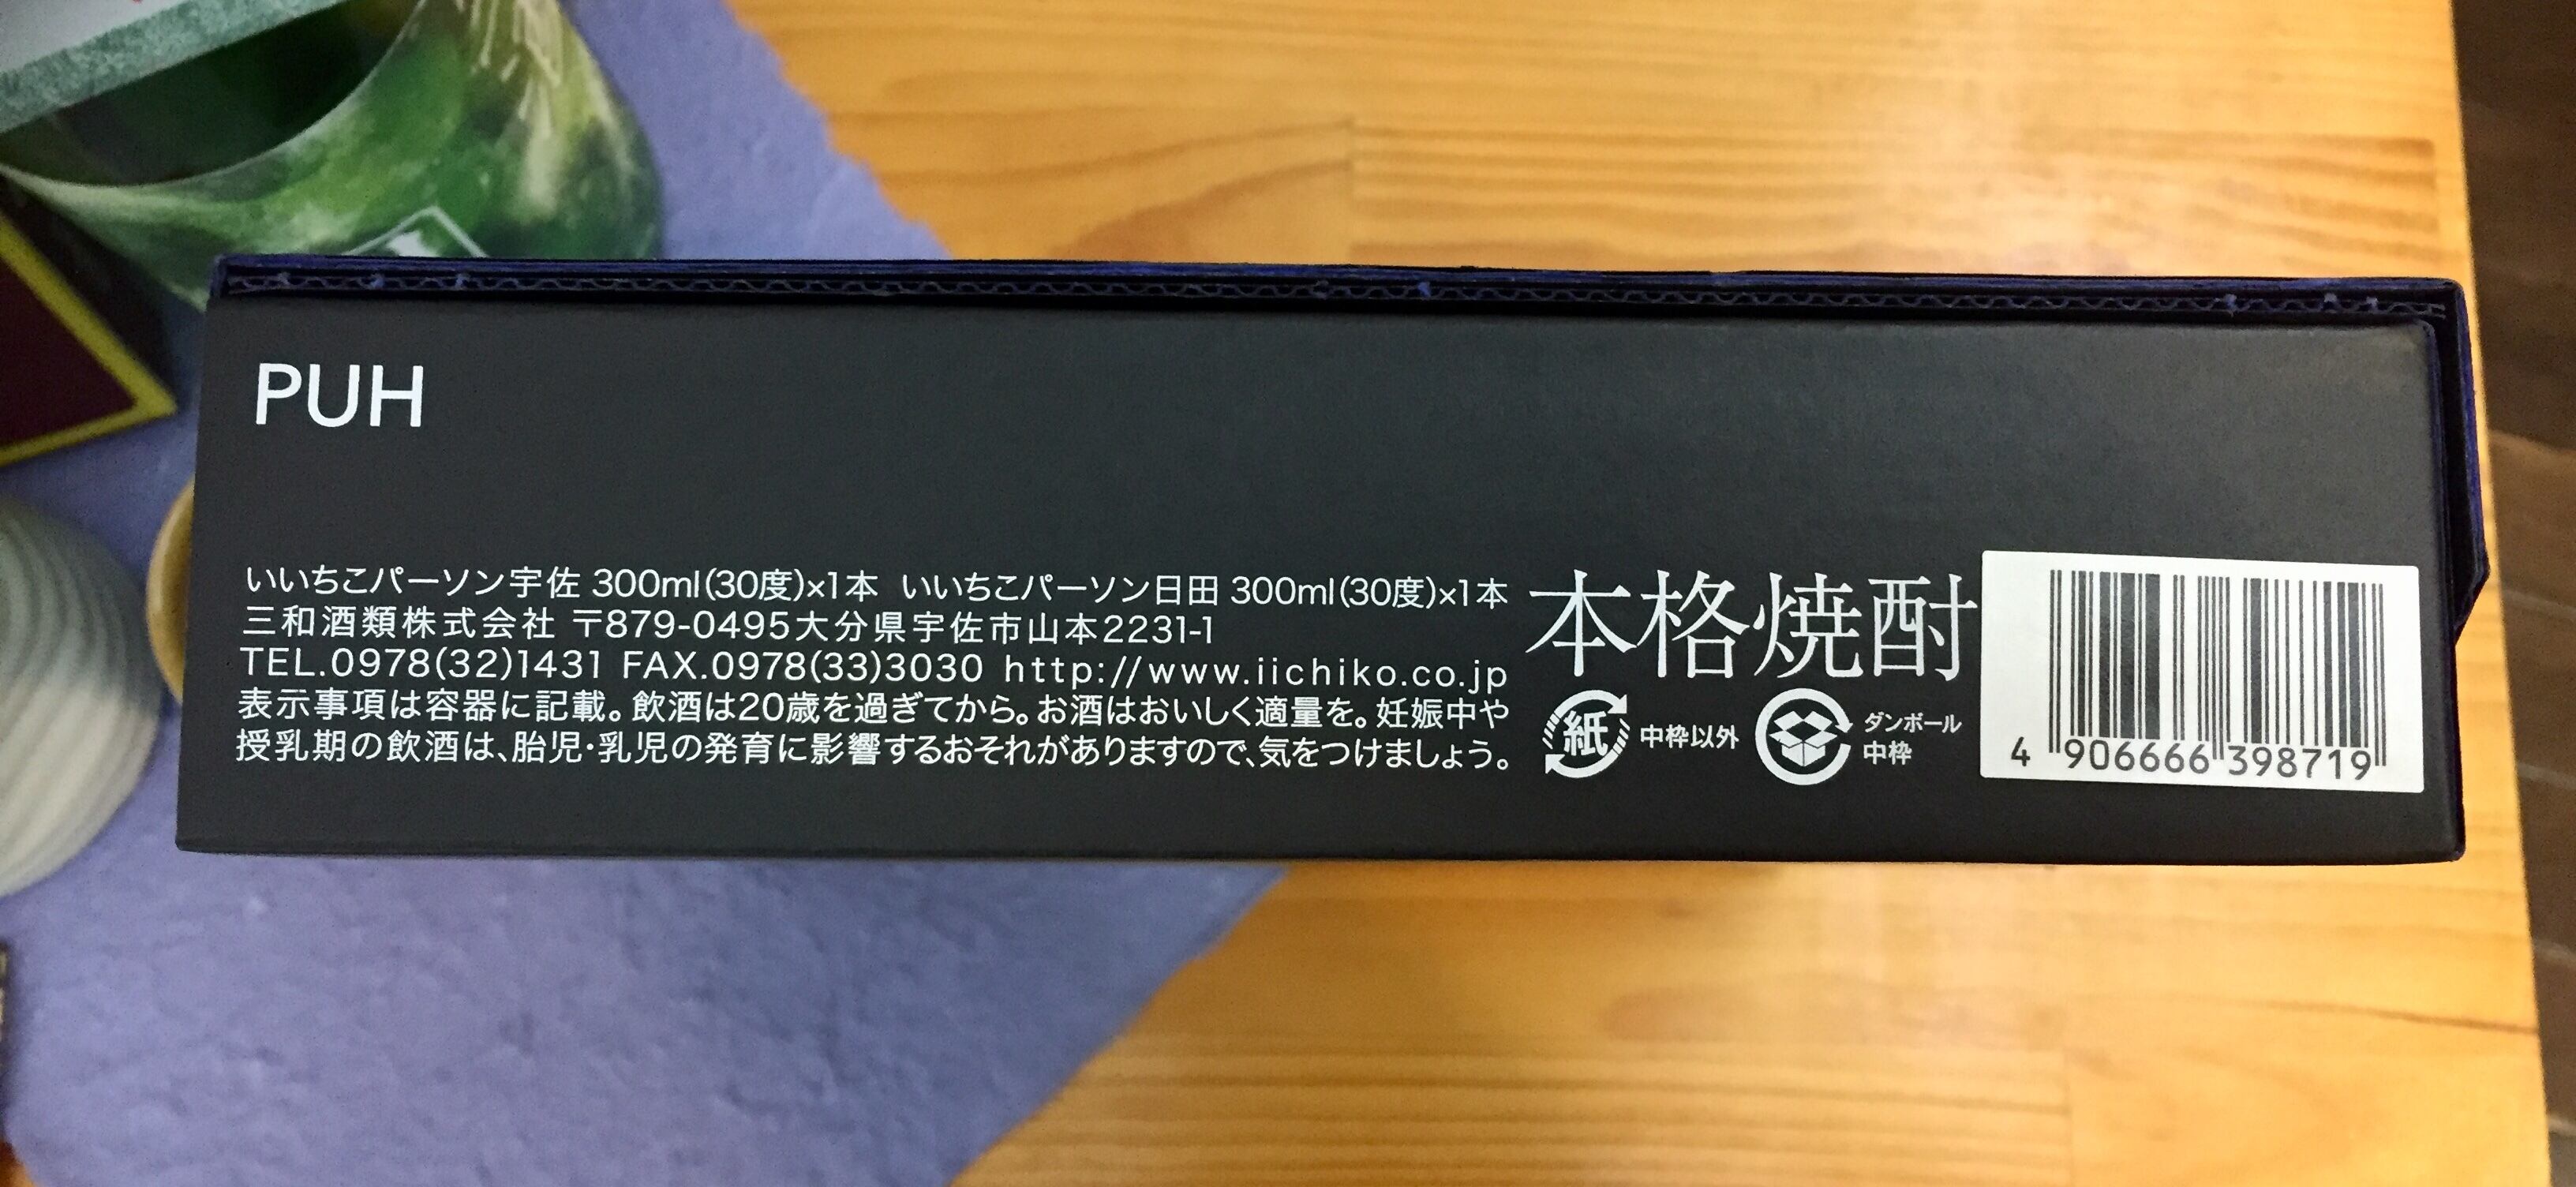 PUH
いいちこパーソン宇佐 300ml(30度)×1本 いいちこパーソン日田 300ml(30度)×1本
三和酒類株式会社 〒879-0495大分県宇佐市山本2231-1
TEL.0978(32)1431 FAX.0978(33)3030 http://www.iichiko.co.jp
表示事項は容器に記載。飲酒は20歳を過ぎてから。お酒はおいしく適量を。妊娠中や
授乳期の飲酒は、胎児・乳児の発育に影響するおそれがありますので、気をつけましょう。
本格焼酎
紙 中枠以外
ダンボール
中枠
4 906666 398719